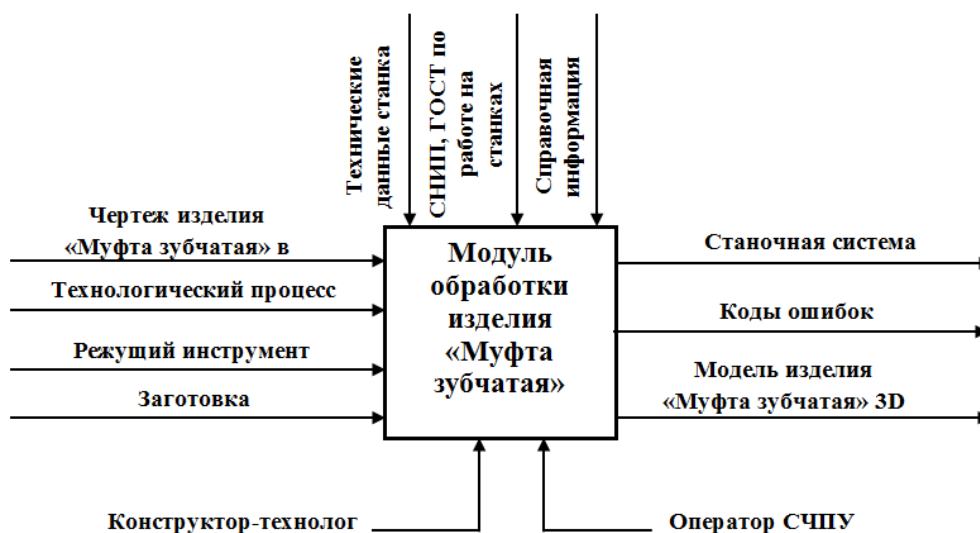 Технические
данные станка
СНИП, ГОСТ по
работе на
станках
Справочная
информация
Чертеж изделия
«Муфта зубчатая» в
Технологический процесс
Режущий инструмент
Заготовка
Модуль
обработки
изделия
«Муфта
зубчатая»
Станочная система
Коды ошибок
Модель изделия
«Муфта зубчатая» 3D
Конструктор-технолог
Оператор СЧПУ